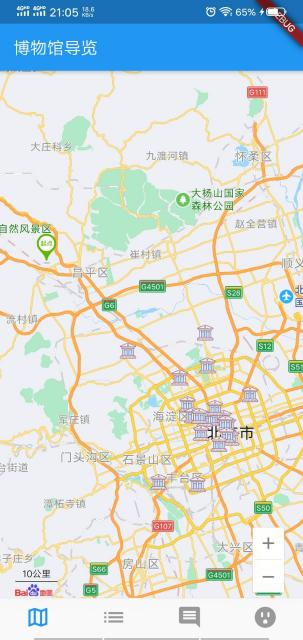 4G 4G 21:05 18.6 KB/s 65%
DEBUG
博物馆导览
G111
大庄科乡
九渡河镇
怀柔区
大杨山国家
森林公园
自然风景区
赵全营镇
起点
崔村镇
顺义
昌平区
G4501
S28
北
国
G6
流村镇
S12
S51
海淀区
军庄镇
北 市
门头沟区
石景山区
丰台区
台街道
潭柘寺镇
S50
G107
大兴区
青
子庄乡
房山区
10公里
S66
G4501
Bai 地图
G5